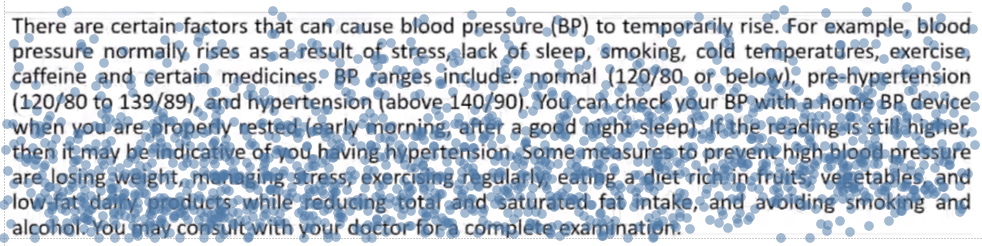 There are certain factors that can cause blood pressure (BP) to temporarily rise. For example, blood
pressure normally rises as a result of stress, lack of sleep, smoking, cold temperatures, exercise,
caffeine and certain medicines. BP ranges include: normal (120/80 or below), pre-hypertension
(120/80 to 139/89), and hypertension (above 140/90). You can check your BP with a home BP device
when you are properly rested (early morning, after a good night sleep). If the reading is still higher,
then it may be indicative of you having hypertension. Some measures to prevent high blood pressure
are losing weight, managing stress, exercising regularly, eating a diet rich in fruits, vegetables, and
low-fat daily products while reducing total and saturated fat intake, and avoiding smoking and
alcohol. You may consult with your doctor for a complete examination.